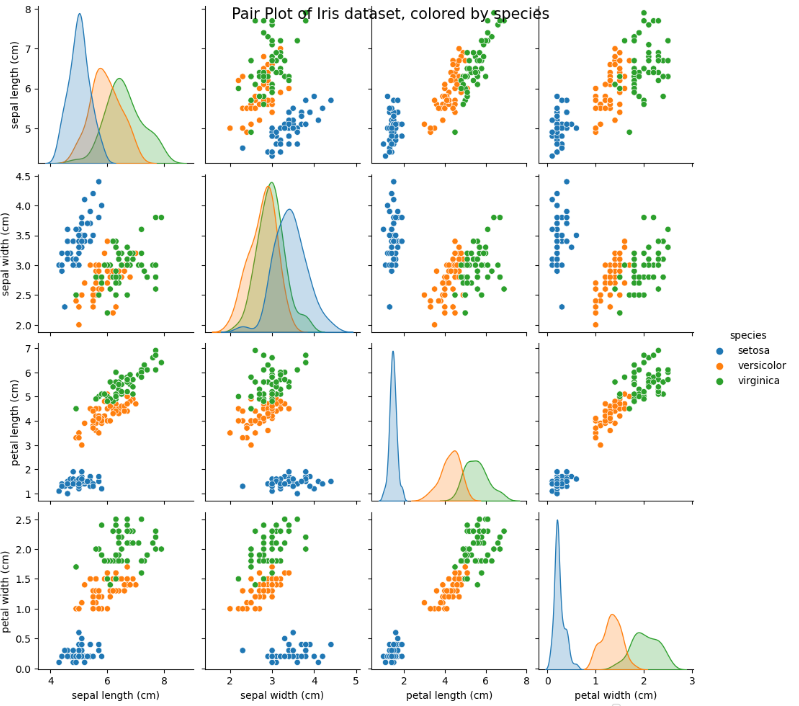 Pair Plot of Iris dataset, colored by species
8
7
6
5
sepal length (cm)
4.5
4.0
3.5
3.0
2.5
2.0
sepal width (cm)
7
6
5
4
3
2
1
petal length (cm)
2.5
2.0
1.5
1.0
0.5
0.0
petal width (cm)
4 6 8
sepal length (cm)
2 3 4 5
sepal width (cm)
2 4 6 8
petal length (cm)
0 1 2 3
petal width (cm)
species
setosa
versicolor
virginica